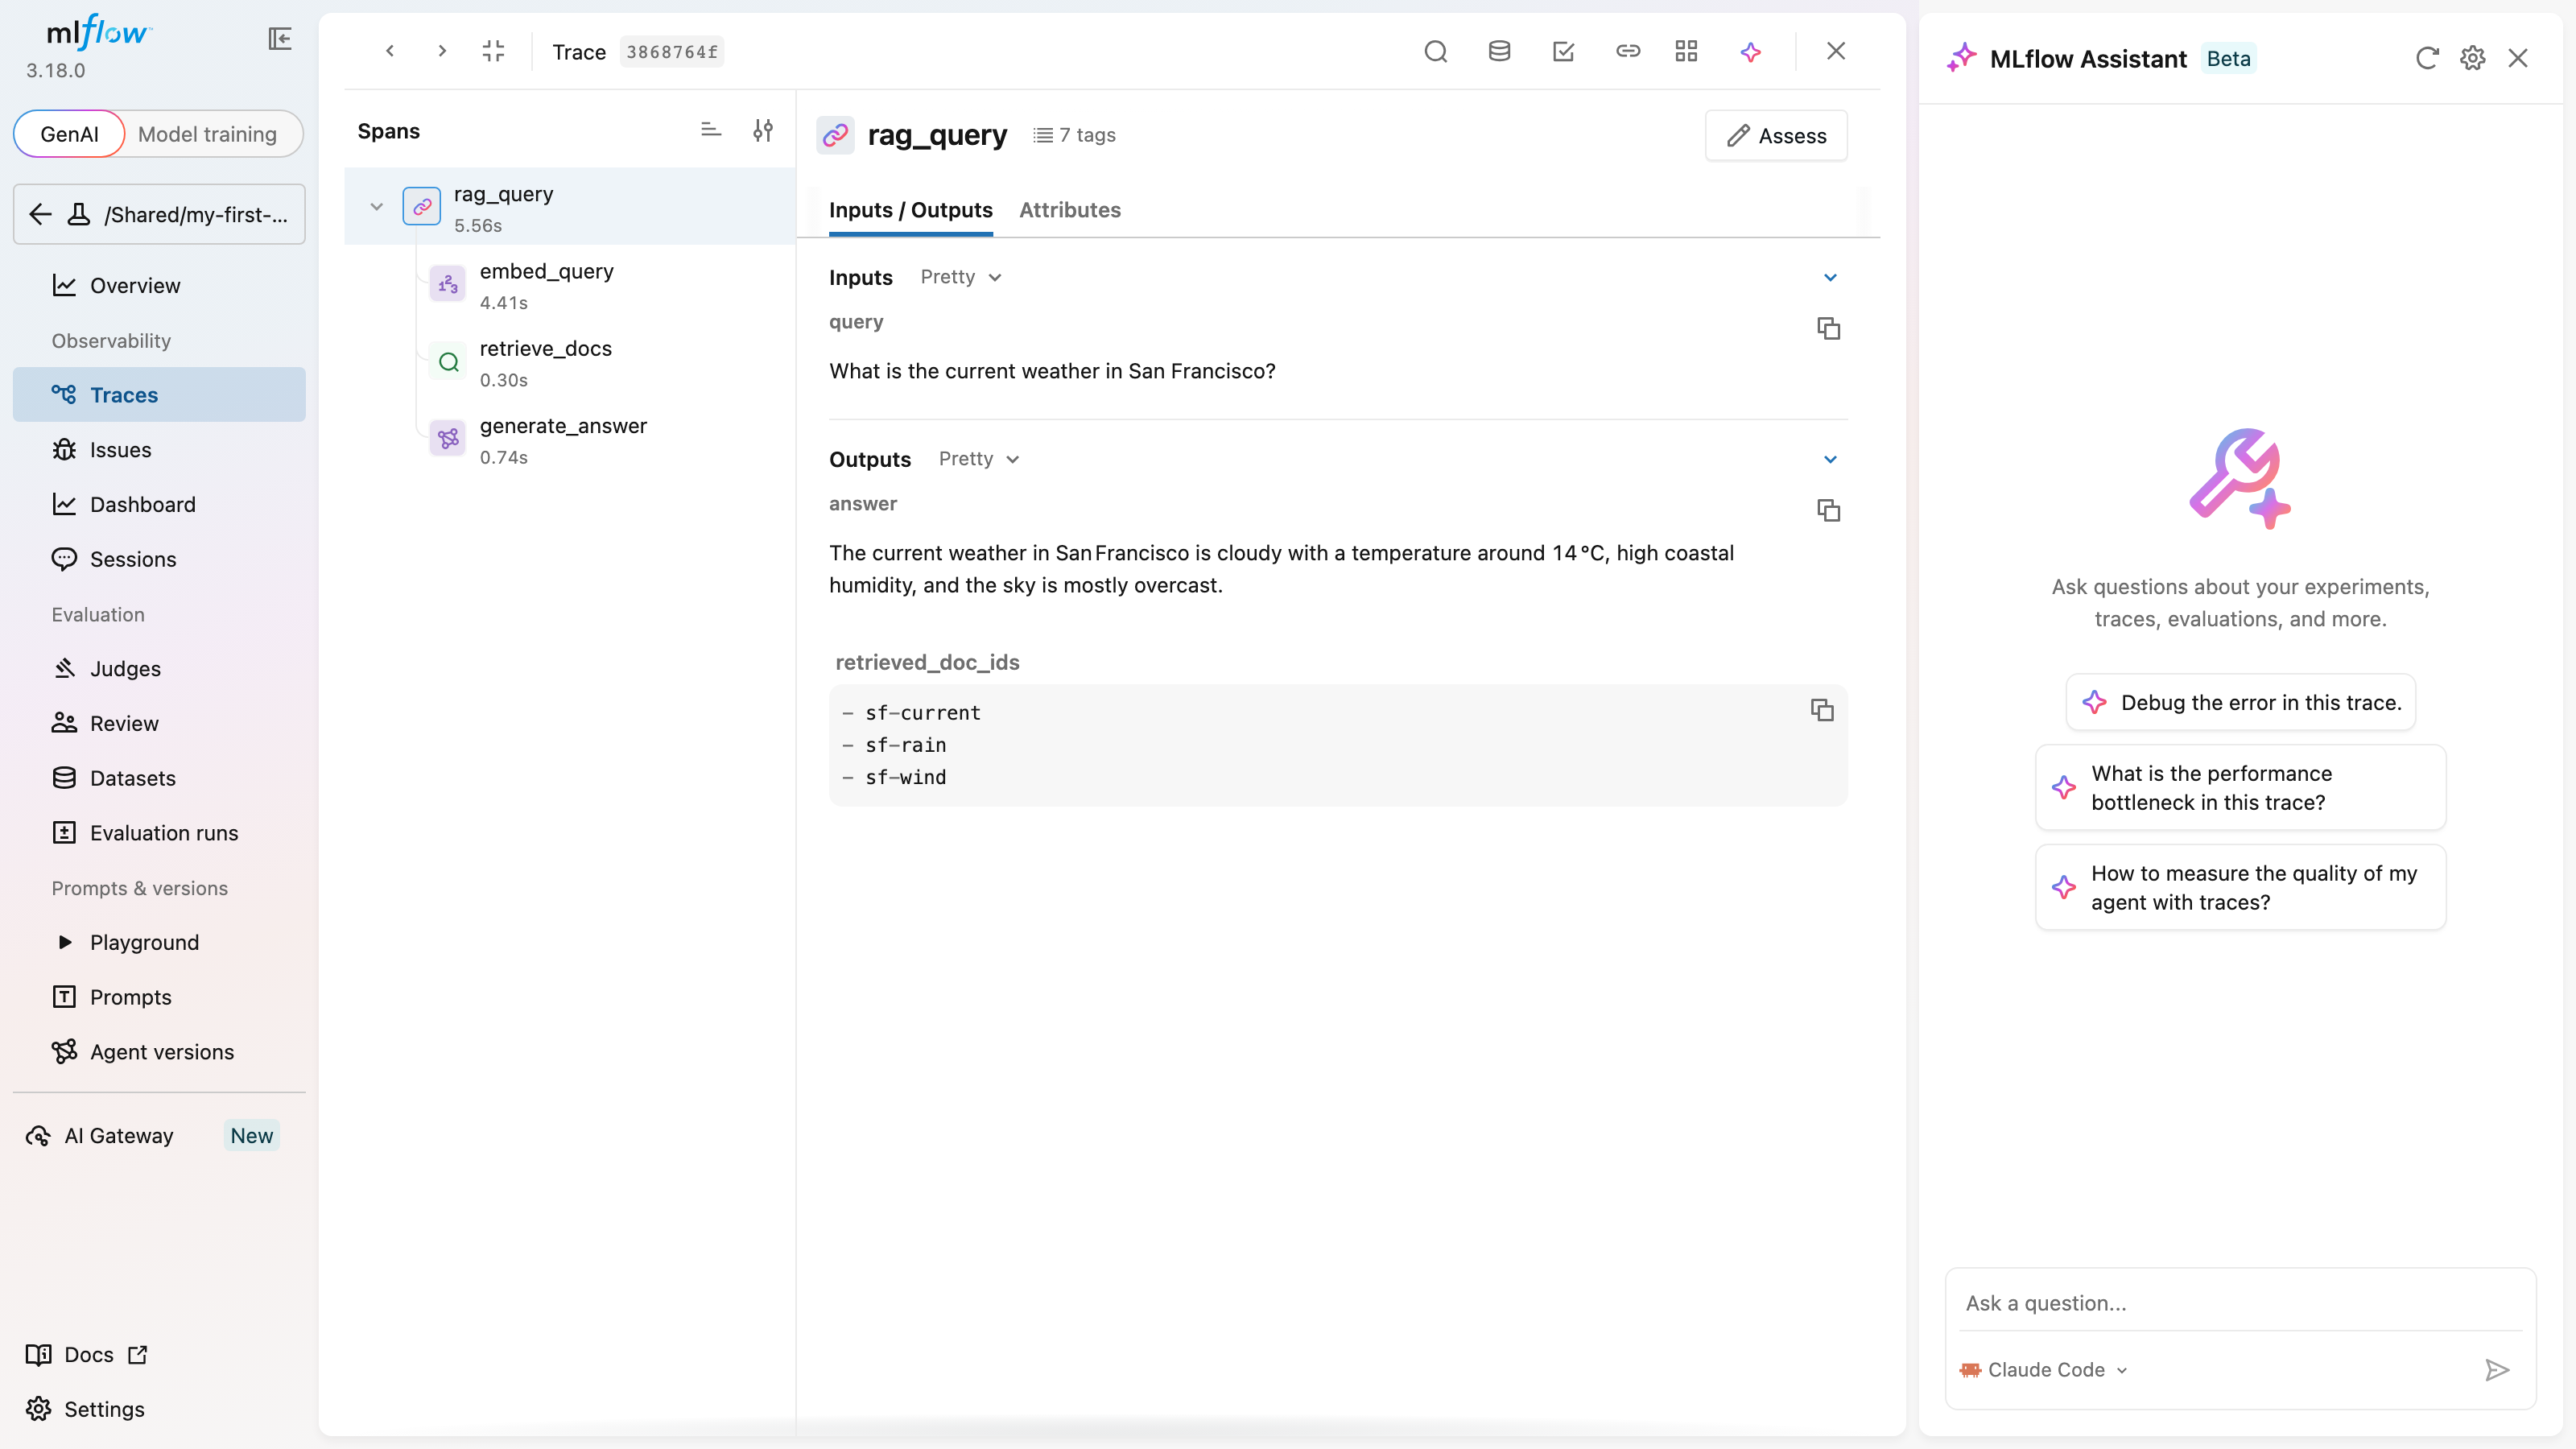 mlflow
3.18.0
GenAI
Model training
/Shared/my-first-...
Overview
Observability
Traces
Issues
Dashboard
Sessions
Evaluation
Judges
Review
Datasets
Evaluation runs
Prompts & versions
Playground
Prompts
Agent versions
AI Gateway
New
Docs
Settings
Trace 3868764f
Spans
rag_query
5.56s
embed_query
4.41s
retrieve_docs
0.30s
generate_answer
0.74s
rag_query
7 tags
Assess
Inputs / Outputs
Attributes
Inputs
Pretty
query
What is the current weather in San Francisco?
Outputs
Pretty
answer
The current weather in San Francisco is cloudy with a temperature around 14 °C, high coastal
humidity, and the sky is mostly overcast.
retrieved_doc_ids
- sf-current
- sf-rain
- sf-wind
MLflow Assistant
Beta
Ask questions about your experiments,
traces, evaluations, and more.
Debug the error in this trace.
What is the performance
bottleneck in this trace?
How to measure the quality of my
agent with traces?
Ask a question...
Claude Code